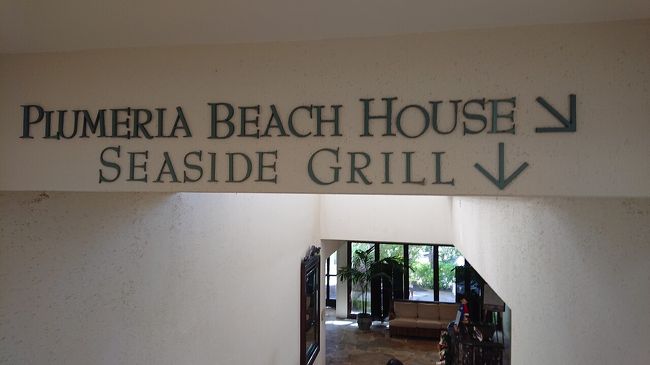 PLUMERIA BEACH HOUSE ↘
SEASIDE GRILL ↓